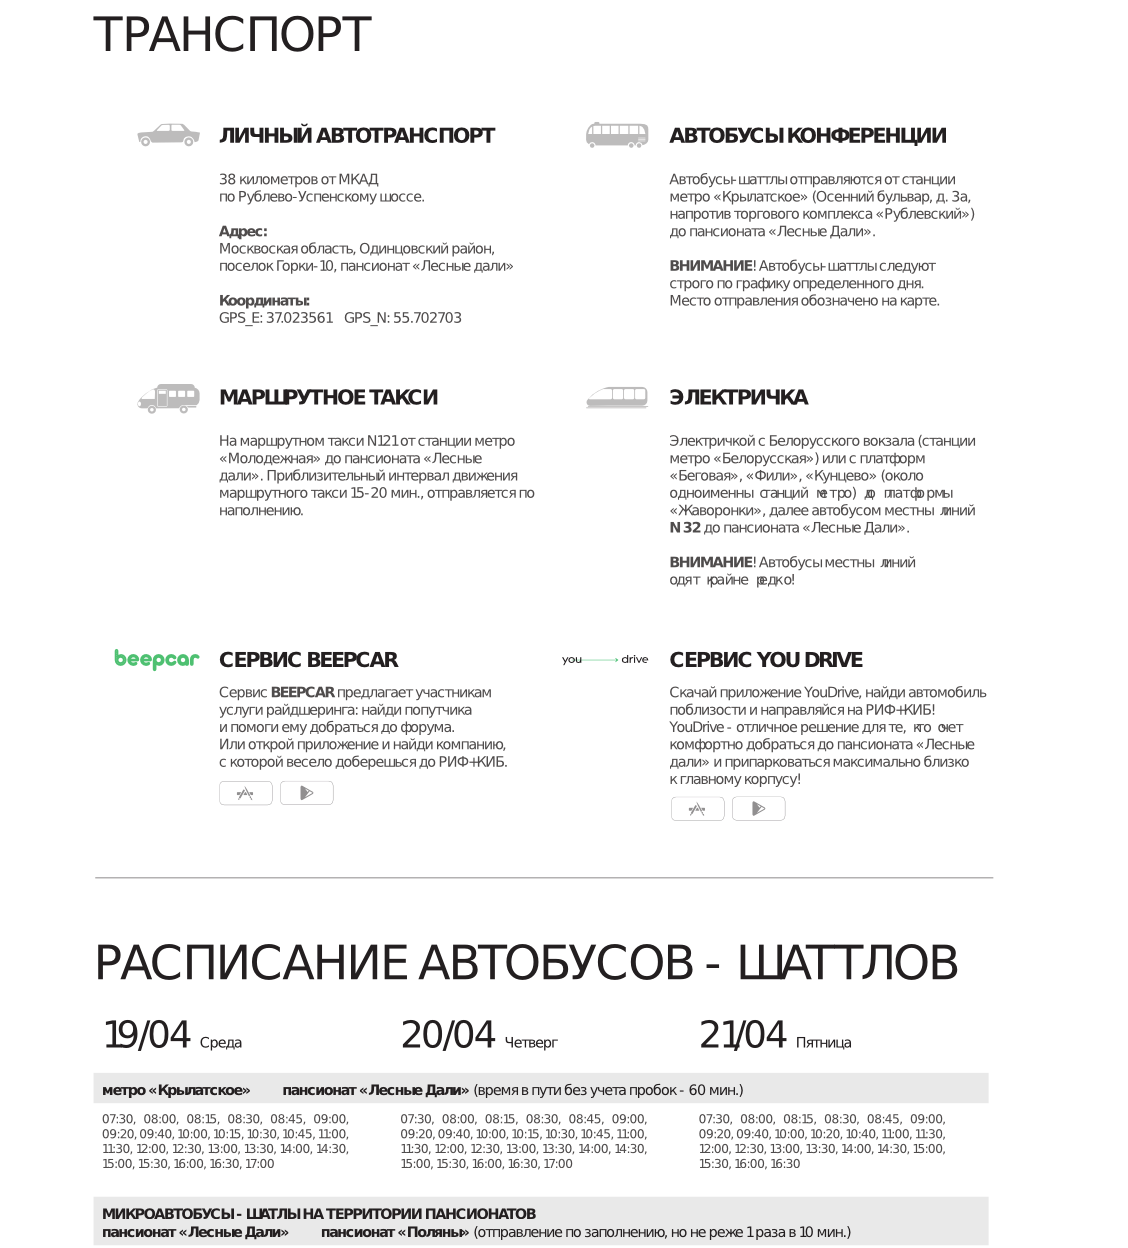 ТРАНСПОРТ
ЛИЧНЫЙ АВТОТРАНСПОРТ
38 километров от МКАД
по Рублево-Успенскому шоссе.
Адрес:
Москвоская область, Одинцовский район,
поселок Горки-10, пансионат «Лесные дали»
Координаты:
GPS_E: 37.023561 GPS_N: 55.702703
АВТОБУСЫ КОНФЕРЕНЦИИ
Автобусы-шаттлы отправляются от станции
метро «Крылатское» (Осенний бульвар, д. 3а,
напротив торгового комплекса «Рублевский»)
до пансионата «Лесные Дали».
ВНИМАНИЕ! Автобусы-шаттлы следуют
строго по графику определенного дня.
Место отправления обозначено на карте.
МАРШРУТНОЕ ТАКСИ
На маршрутном такси N121 от станции метро
«Молодежная» до пансионата «Лесные
дали». Приблизительный интервал движения
маршрутного такси 15-20 мин., отправляется по
наполнению.
ЭЛЕКТРИЧКА
Электричкой с Белорусского вокзала (станции
метро «Белорусская») или с платформ
«Беговая», «Фили», «Кунцево» (около
одноименны станций метро) до платформы
«Жаворонки», далее автобусом местны линий
N 32 до пансионата «Лесные Дали».
ВНИМАНИЕ! Автобусы местны линий
одят крайне редко!
beepcar
СЕРВИС BEEPCAR
Сервис BEEPCAR предлагает участникам
услуги райдшеринга: найди попутчика
и помоги ему добраться до форума.
Или открой приложение и найди компанию,
с которой весело доберешься до РИФ+КИБ.
you drive
СЕРВИС YOU DRIVE
Скачай приложение YouDrive, найди автомобиль
поблизости и направляйся на РИФ+КИБ!
YouDrive - отличное решение для те, кто очет
комфортно добраться до пансионата «Лесные
дали» и припарковаться максимально близко
к главному корпусу!
РАСПИСАНИЕ АВТОБУСОВ - ШАТТЛОВ
19/04 Среда 20/04 Четверг 21/04 Пятница
метро «Крылатское» пансионат «Лесные Дали» (время в пути без учета пробок - 60 мин.)
07:30, 08:00, 08:15, 08:30, 08:45, 09:00,
09:20, 09:40, 10:00, 10:15, 10:30, 10:45, 11:00,
11:30, 12:00, 12:30, 13:00, 13:30, 14:00, 14:30,
15:00, 15:30, 16:00, 16:30, 17:00
07:30, 08:00, 08:15, 08:30, 08:45, 09:00,
09:20, 09:40, 10:00, 10:15, 10:30, 10:45, 11:00,
11:30, 12:00, 12:30, 13:00, 13:30, 14:00, 14:30,
15:00, 15:30, 16:00, 16:30, 17:00
07:30, 08:00, 08:15, 08:30, 08:45, 09:00,
09:20, 09:40, 10:00, 10:20, 10:40, 11:00, 11:30,
12:00, 12:30, 13:00, 13:30, 14:00, 14:30, 15:00,
15:30, 16:00, 16:30
МИКРОАВТОБУСЫ - ШАТЛЫ НА ТЕРРИТОРИИ ПАНСИОНАТОВ
пансионат «Лесные Дали» пансионат «Поляны» (отправление по заполнению, но не реже 1 раза в 10 мин.)